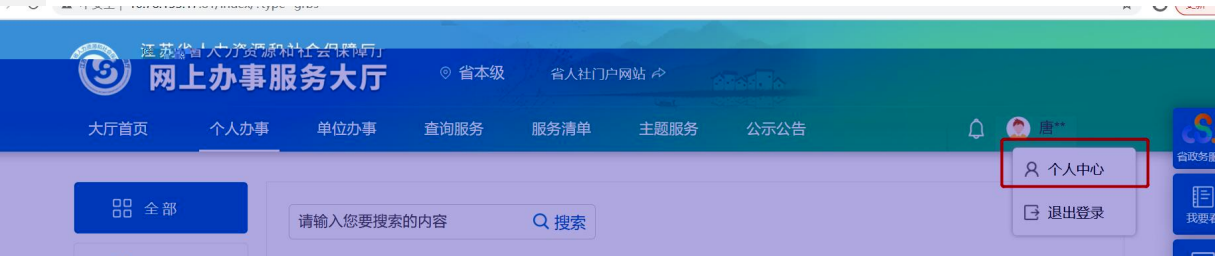 江苏省人力资源和社会保障厅
网上办事服务大厅
省本级
省人社门户网站
大厅首页 个人办事 单位办事 查询服务 服务清单 主题服务 公示公告 唐**
个人中心
退出登录
全部
请输入您要搜索的内容 搜索
省政务服
我要看